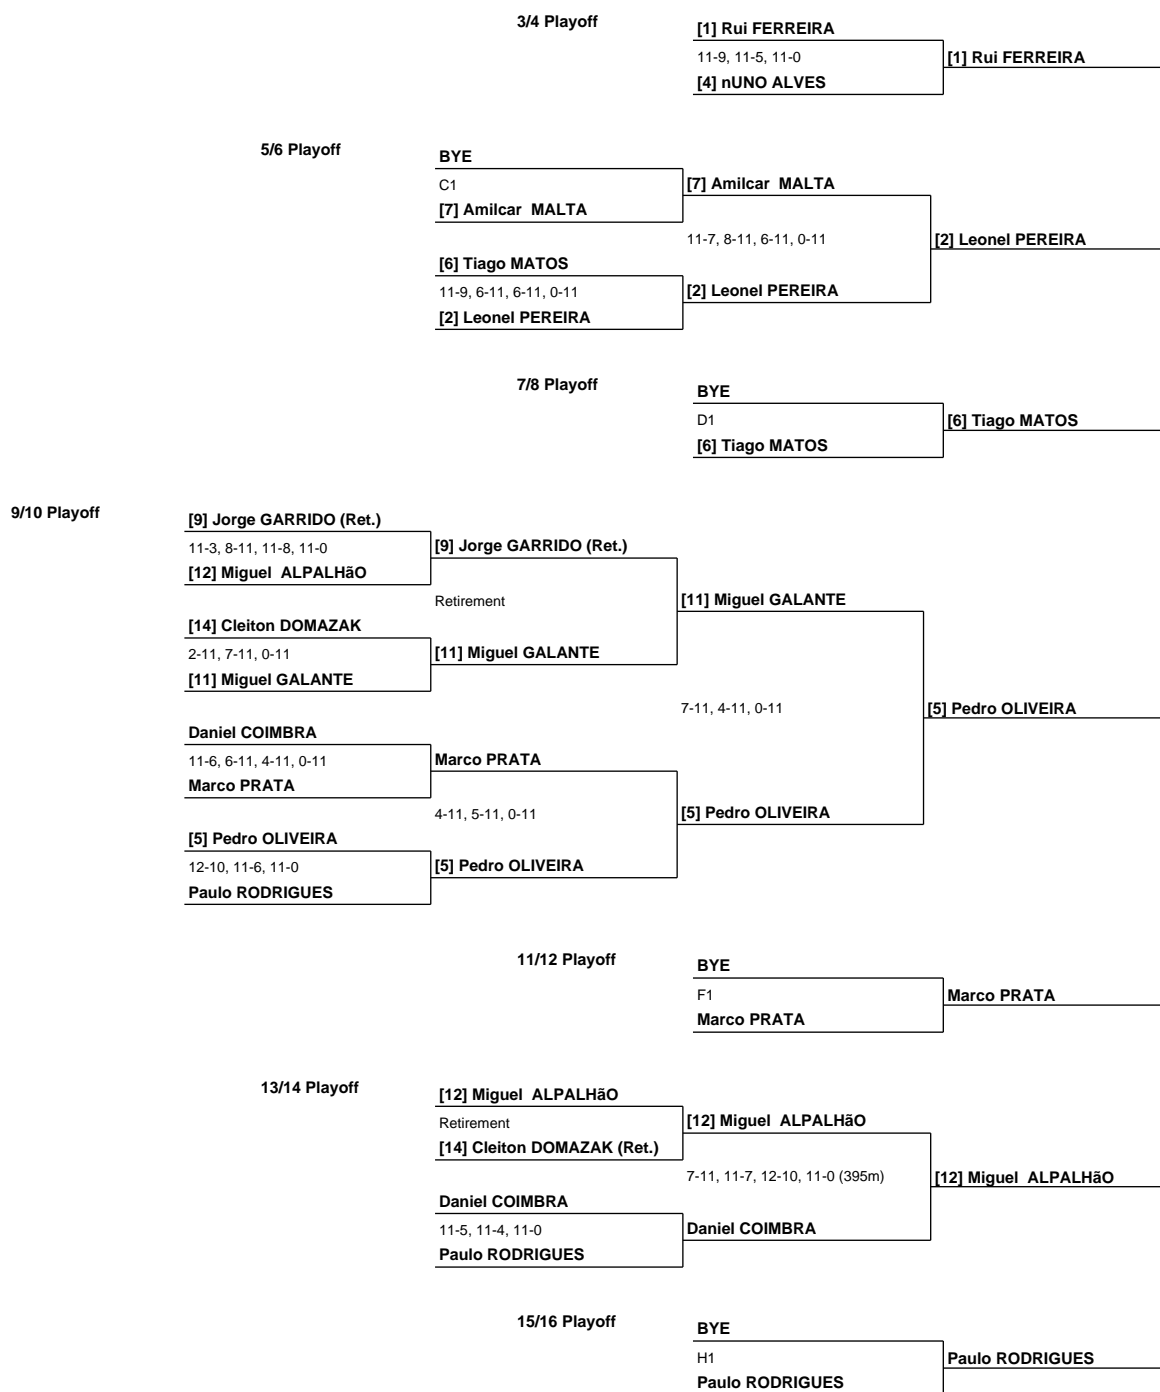 3/4 Playoff
[1] Rui FERREIRA
11-9, 11-5, 11-0
[1] Rui FERREIRA
[4] nUNO ALVES
5/6 Playoff
BYE
C1
[7] Amilcar  MALTA
[7] Amilcar  MALTA
11-7, 8-11, 6-11, 0-11
[2] Leonel PEREIRA
[6] Tiago MATOS
11-9, 6-11, 6-11, 0-11
[2] Leonel PEREIRA
[2] Leonel PEREIRA
7/8 Playoff
BYE
D1
[6] Tiago MATOS
[6] Tiago MATOS
9/10 Playoff
[9] Jorge GARRIDO (Ret.)
11-3, 8-11, 11-8, 11-0
[9] Jorge GARRIDO (Ret.)
[12] Miguel  ALPALHãO
Retirement
[11] Miguel GALANTE
[14] Cleiton DOMAZAK
2-11, 7-11, 0-11
[11] Miguel GALANTE
[11] Miguel GALANTE
7-11, 4-11, 0-11
[5] Pedro OLIVEIRA
Daniel COIMBRA
11-6, 6-11, 4-11, 0-11
Marco PRATA
Marco PRATA
4-11, 5-11, 0-11
[5] Pedro OLIVEIRA
[5] Pedro OLIVEIRA
12-10, 11-6, 11-0
[5] Pedro OLIVEIRA
Paulo RODRIGUES
11/12 Playoff
BYE
F1
Marco PRATA
Marco PRATA
13/14 Playoff
[12] Miguel  ALPALHãO
Retirement
[12] Miguel  ALPALHãO
[14] Cleiton DOMAZAK (Ret.)
7-11, 11-7, 12-10, 11-0 (395m)
[12] Miguel  ALPALHãO
Daniel COIMBRA
11-5, 11-4, 11-0
Daniel COIMBRA
Paulo RODRIGUES
15/16 Playoff
BYE
H1
Paulo RODRIGUES
Paulo RODRIGUES